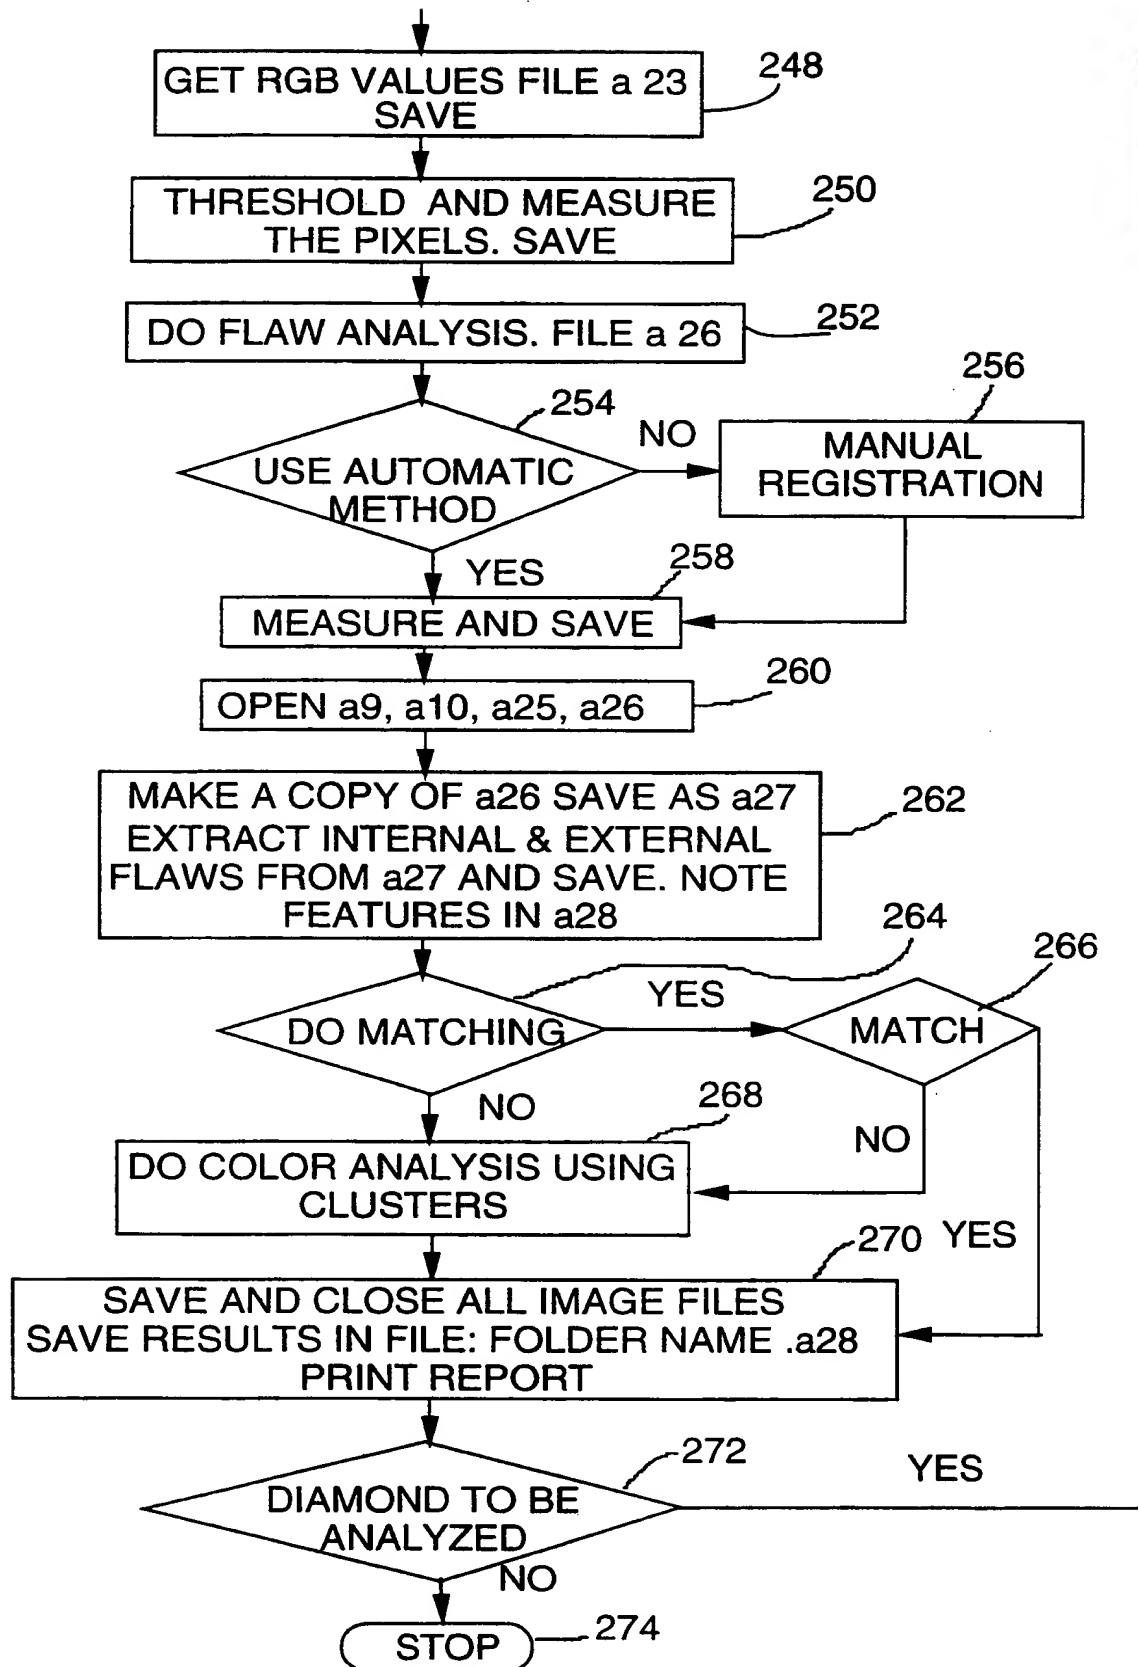 GET RGB VALUES FILE a 23
SAVE
248
THRESHOLD AND MEASURE
THE PIXELS. SAVE
250
DO FLAW ANALYSIS. FILE a 26
252
254
USE AUTOMATIC
METHOD
NO
256
MANUAL
REGISTRATION
YES
258
MEASURE AND SAVE
260
OPEN a9, a10, a25, a26
MAKE A COPY OF a26 SAVE AS a27
EXTRACT INTERNAL & EXTERNAL
FLAWS FROM a27 AND SAVE. NOTE
FEATURES IN a28
262
264
DO MATCHING
YES
266
MATCH
NO
268
NO
DO COLOR ANALYSIS USING
CLUSTERS
270
YES
SAVE AND CLOSE ALL IMAGE FILES
SAVE RESULTS IN FILE: FOLDER NAME .a28
PRINT REPORT
272
YES
DIAMOND TO BE
ANALYZED
NO
STOP
274